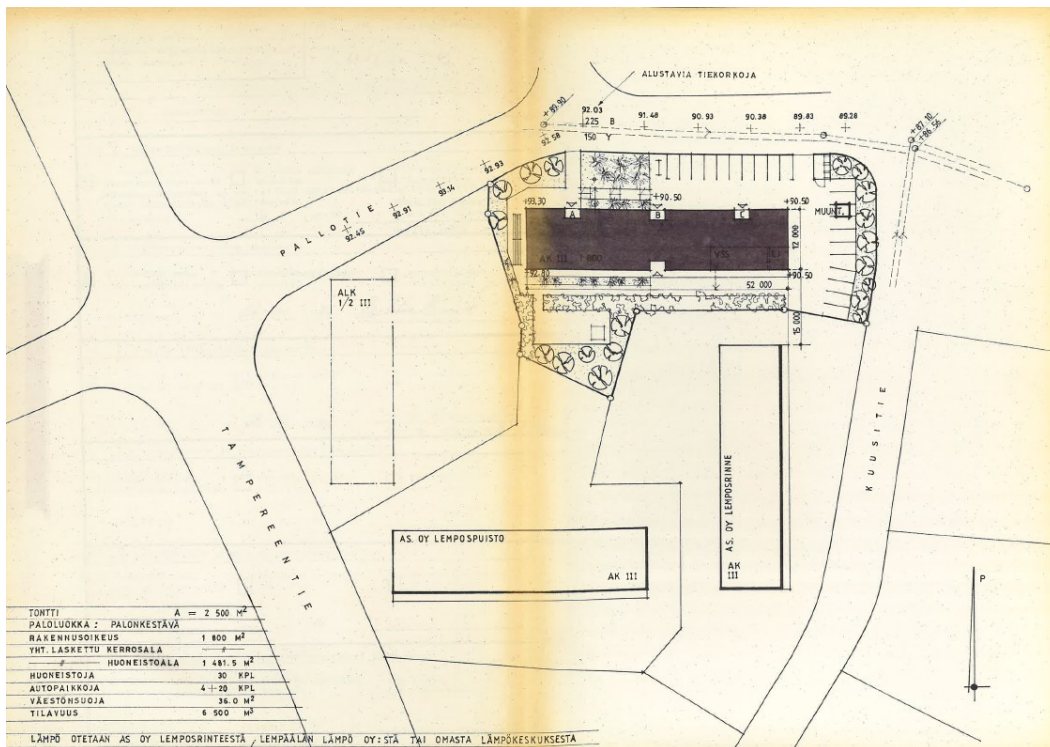 ALUSTAVIA TIEKORKOJA
+89.90
92.03
225 B
91.48
90.93
90.38
89.83
89.28
+87.10
+86.56
92.58
150 Y
92.93
93.14
92.91
92.45
PALLOTIE
+93.30
+90.50
+90.50
A
B
C
MUUNT.
12 000
AK III 1 800
VSS
+92.80
+90.50
52 000
15 000
ALK
1/2 III
TAMPEREENTIE
KUUSITIE
AS. OY LEMPOSRINNE
AK
III
AS. OY LEMPOSPUISTO
AK III
P
TONTTI A = 2 500 M²
PALOLUOKKA : PALONKESTÄVÄ
RAKENNUSOIKEUS 1 800 M²
YHT. LASKETTU KERROSALA —〃—
—〃— HUONEISTOALA 1 481.5 M²
HUONEISTOJA 30 KPL
AUTOPAIKKOJA 4+20 KPL
VÄESTÖNSUOJA 36.0 M²
TILAVUUS 6 500 M³
LÄMPÖ OTETAAN AS OY LEMPOSRINTEESTÄ , LEMPÄÄLÄN LÄMPÖ OY:STÄ TAI OMASTA LÄMPÖKESKUKSESTA